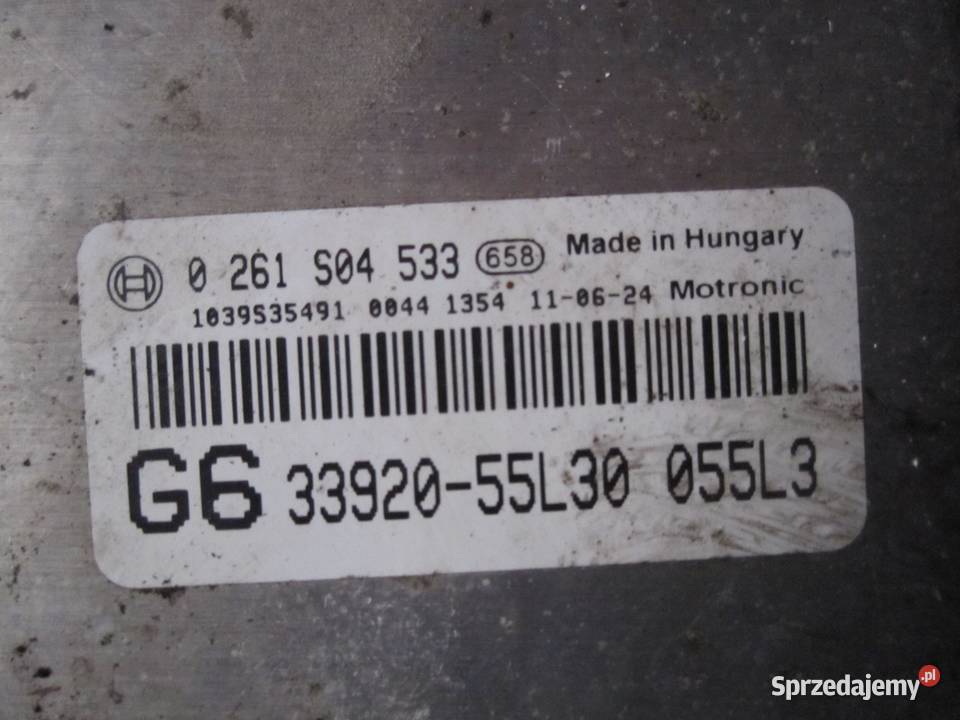 0 261 S04 533 658 Made in Hungary
1039S35491 0044 1354 11-06-24 Motronic
G6 33920-55L30 055L3
Sprzedajemy.pl